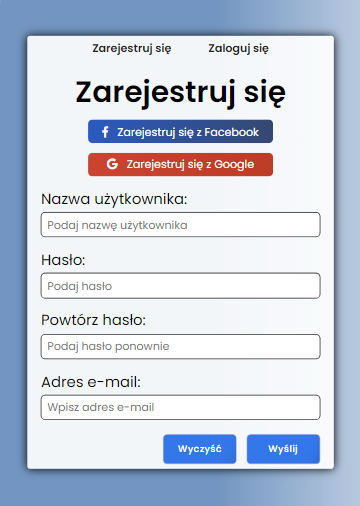 Zarejestruj się Zaloguj się
Zarejestruj się
Zarejestruj się z Facebook
Zarejestruj się z Google
Nazwa użytkownika:
Podaj nazwę użytkownika
Hasło:
Podaj hasło
Powtórz hasło:
Podaj hasło ponownie
Adres e-mail:
Wpisz adres e-mail
Wyczyść Wyślij